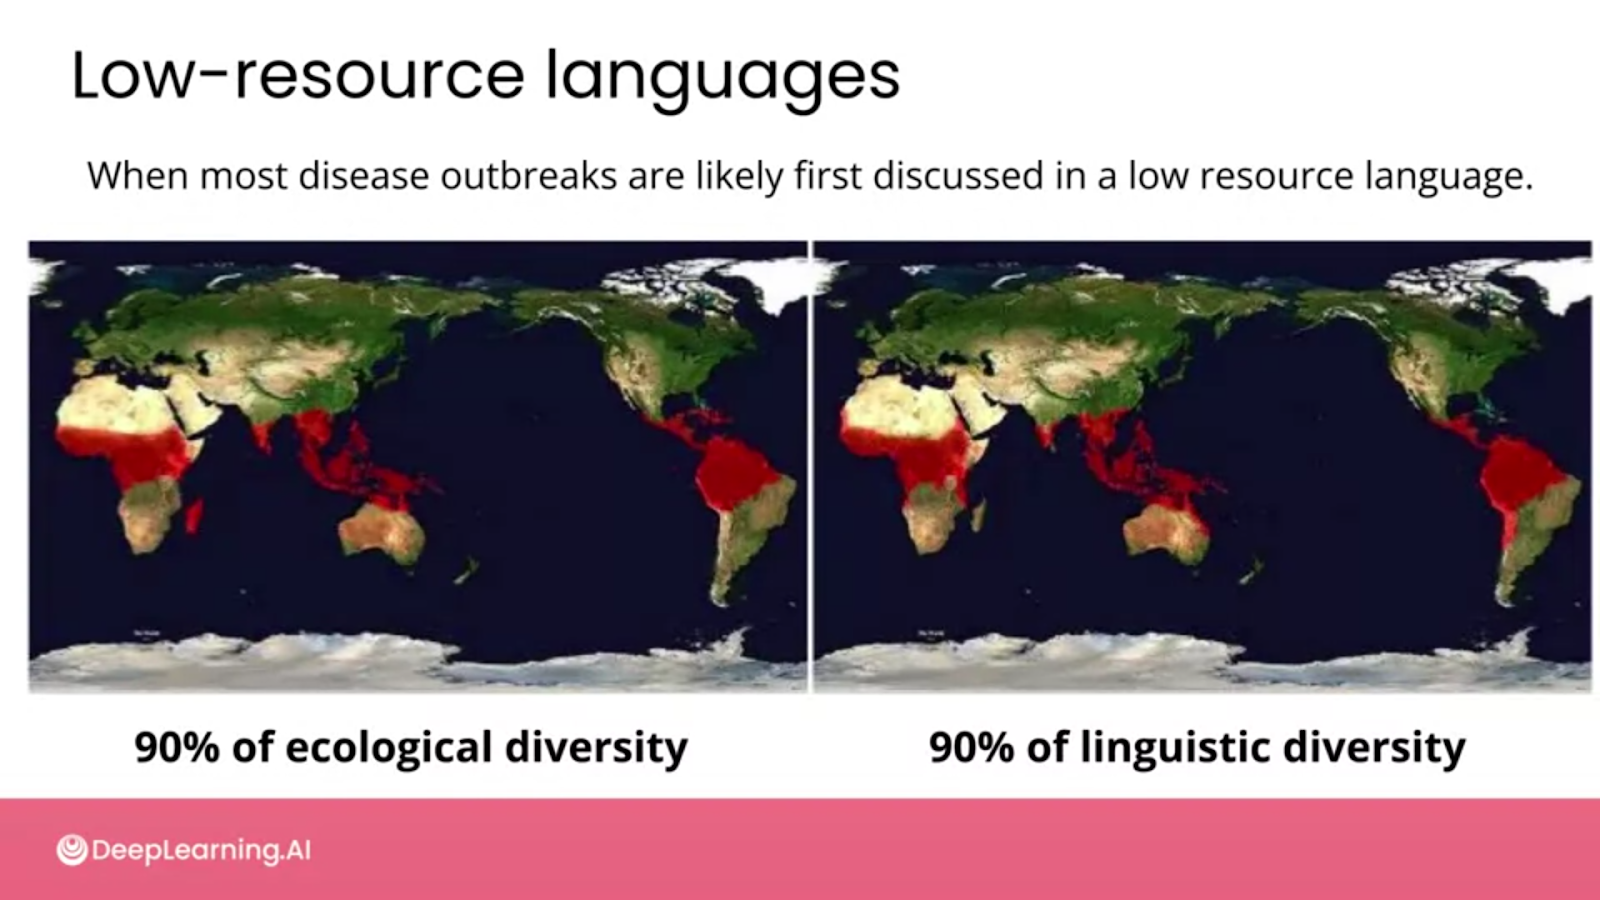 Low-resource languages
When most disease outbreaks are likely first discussed in a low resource language.
90% of ecological diversity
90% of linguistic diversity
DeepLearning.AI